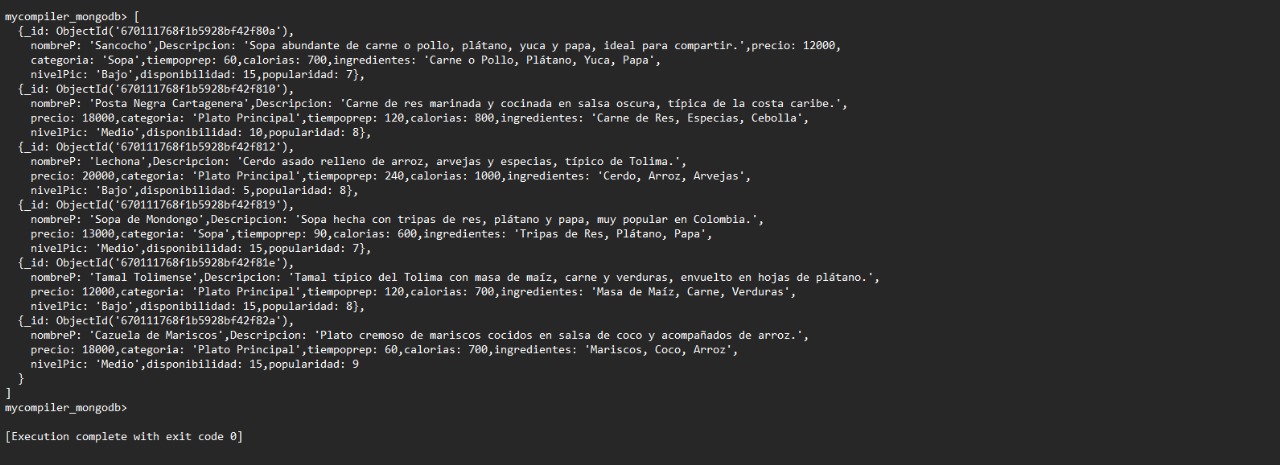 mycompiler_mongodb> [
{_id: ObjectId('670111768f1b5928bf42f80a'),
nombreP: 'Sancocho',Descripcion: 'Sopa abundante de carne o pollo, plátano, yuca y papa, ideal para compartir.',precio: 12000,
categoria: 'Sopa',tiempoprep: 60,calorias: 700,ingredientes: 'Carne o Pollo, Plátano, Yuca, Papa',
nivelPic: 'Bajo',disponibilidad: 15,popularidad: 7},
{_id: ObjectId('670111768f1b5928bf42f810'),
nombreP: 'Posta Negra Cartagenera',Descripcion: 'Carne de res marinada y cocinada en salsa oscura, típica de la costa caribe.',
precio: 18000,categoria: 'Plato Principal',tiempoprep: 120,calorias: 800,ingredientes: 'Carne de Res, Especias, Cebolla',
nivelPic: 'Medio',disponibilidad: 10,popularidad: 8},
{_id: ObjectId('670111768f1b5928bf42f812'),
nombreP: 'Lechona',Descripcion: 'Cerdo asado relleno de arroz, arvejas y especias, típico de Tolima.',
precio: 20000,categoria: 'Plato Principal',tiempoprep: 240,calorias: 1000,ingredientes: 'Cerdo, Arroz, Arvejas',
nivelPic: 'Bajo',disponibilidad: 5,popularidad: 8},
{_id: ObjectId('670111768f1b5928bf42f819'),
nombreP: 'Sopa de Mondongo',Descripcion: 'Sopa hecha con tripas de res, plátano y papa, muy popular en Colombia.',
precio: 13000,categoria: 'Sopa',tiempoprep: 90,calorias: 600,ingredientes: 'Tripas de Res, Plátano, Papa',
nivelPic: 'Medio',disponibilidad: 15,popularidad: 7},
{_id: ObjectId('670111768f1b5928bf42f81e'),
nombreP: 'Tamal Tolimense',Descripcion: 'Tamal típico del Tolima con masa de maíz, carne y verduras, envuelto en hojas de plátano.',
precio: 12000,categoria: 'Plato Principal',tiempoprep: 120,calorias: 700,ingredientes: 'Masa de Maíz, Carne, Verduras',
nivelPic: 'Bajo',disponibilidad: 15,popularidad: 8},
{_id: ObjectId('670111768f1b5928bf42f82a'),
nombreP: 'Cazuela de Mariscos',Descripcion: 'Plato cremoso de mariscos cocidos en salsa de coco y acompañados de arroz.',
precio: 18000,categoria: 'Plato Principal',tiempoprep: 60,calorias: 700,ingredientes: 'Mariscos, Coco, Arroz',
nivelPic: 'Medio',disponibilidad: 15,popularidad: 9
}
]
mycompiler_mongodb>
[Execution complete with exit code 0]